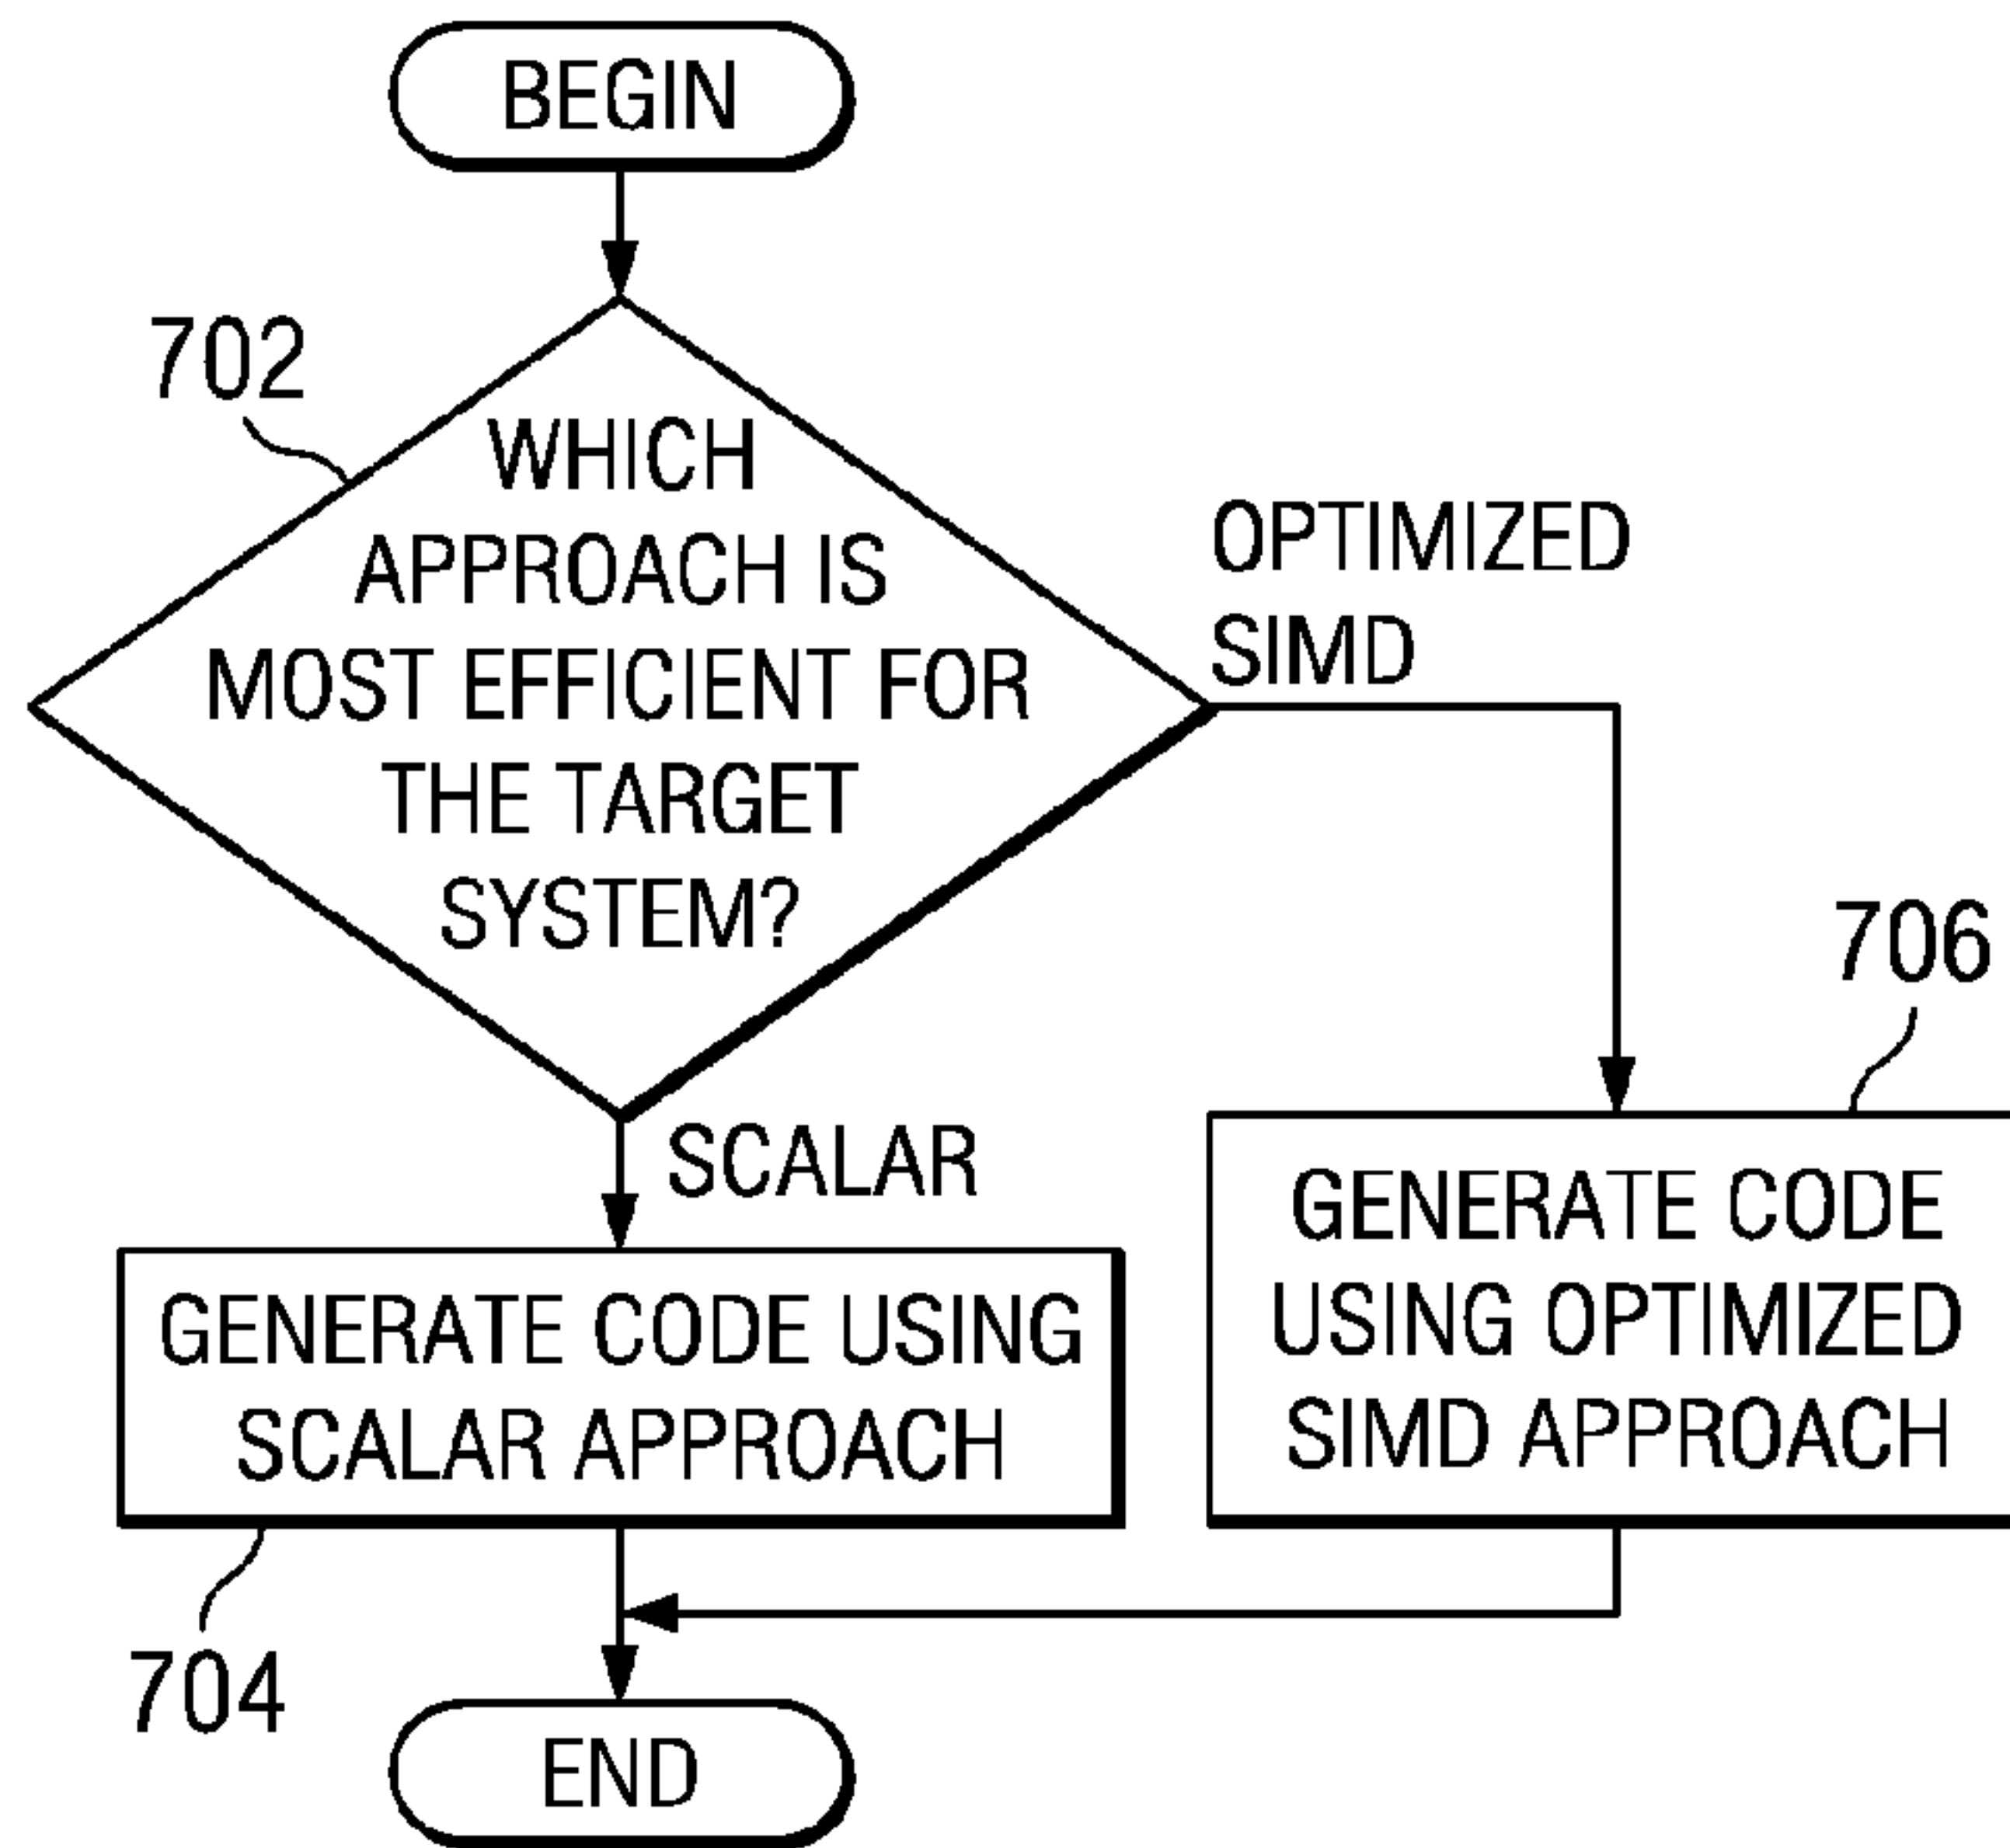 BEGIN
702
WHICH
APPROACH IS
MOST EFFICIENT FOR
THE TARGET
SYSTEM?
OPTIMIZED
SIMD
SCALAR
706
GENERATE CODE USING
SCALAR APPROACH
704
GENERATE CODE
USING OPTIMIZED
SIMD APPROACH
END